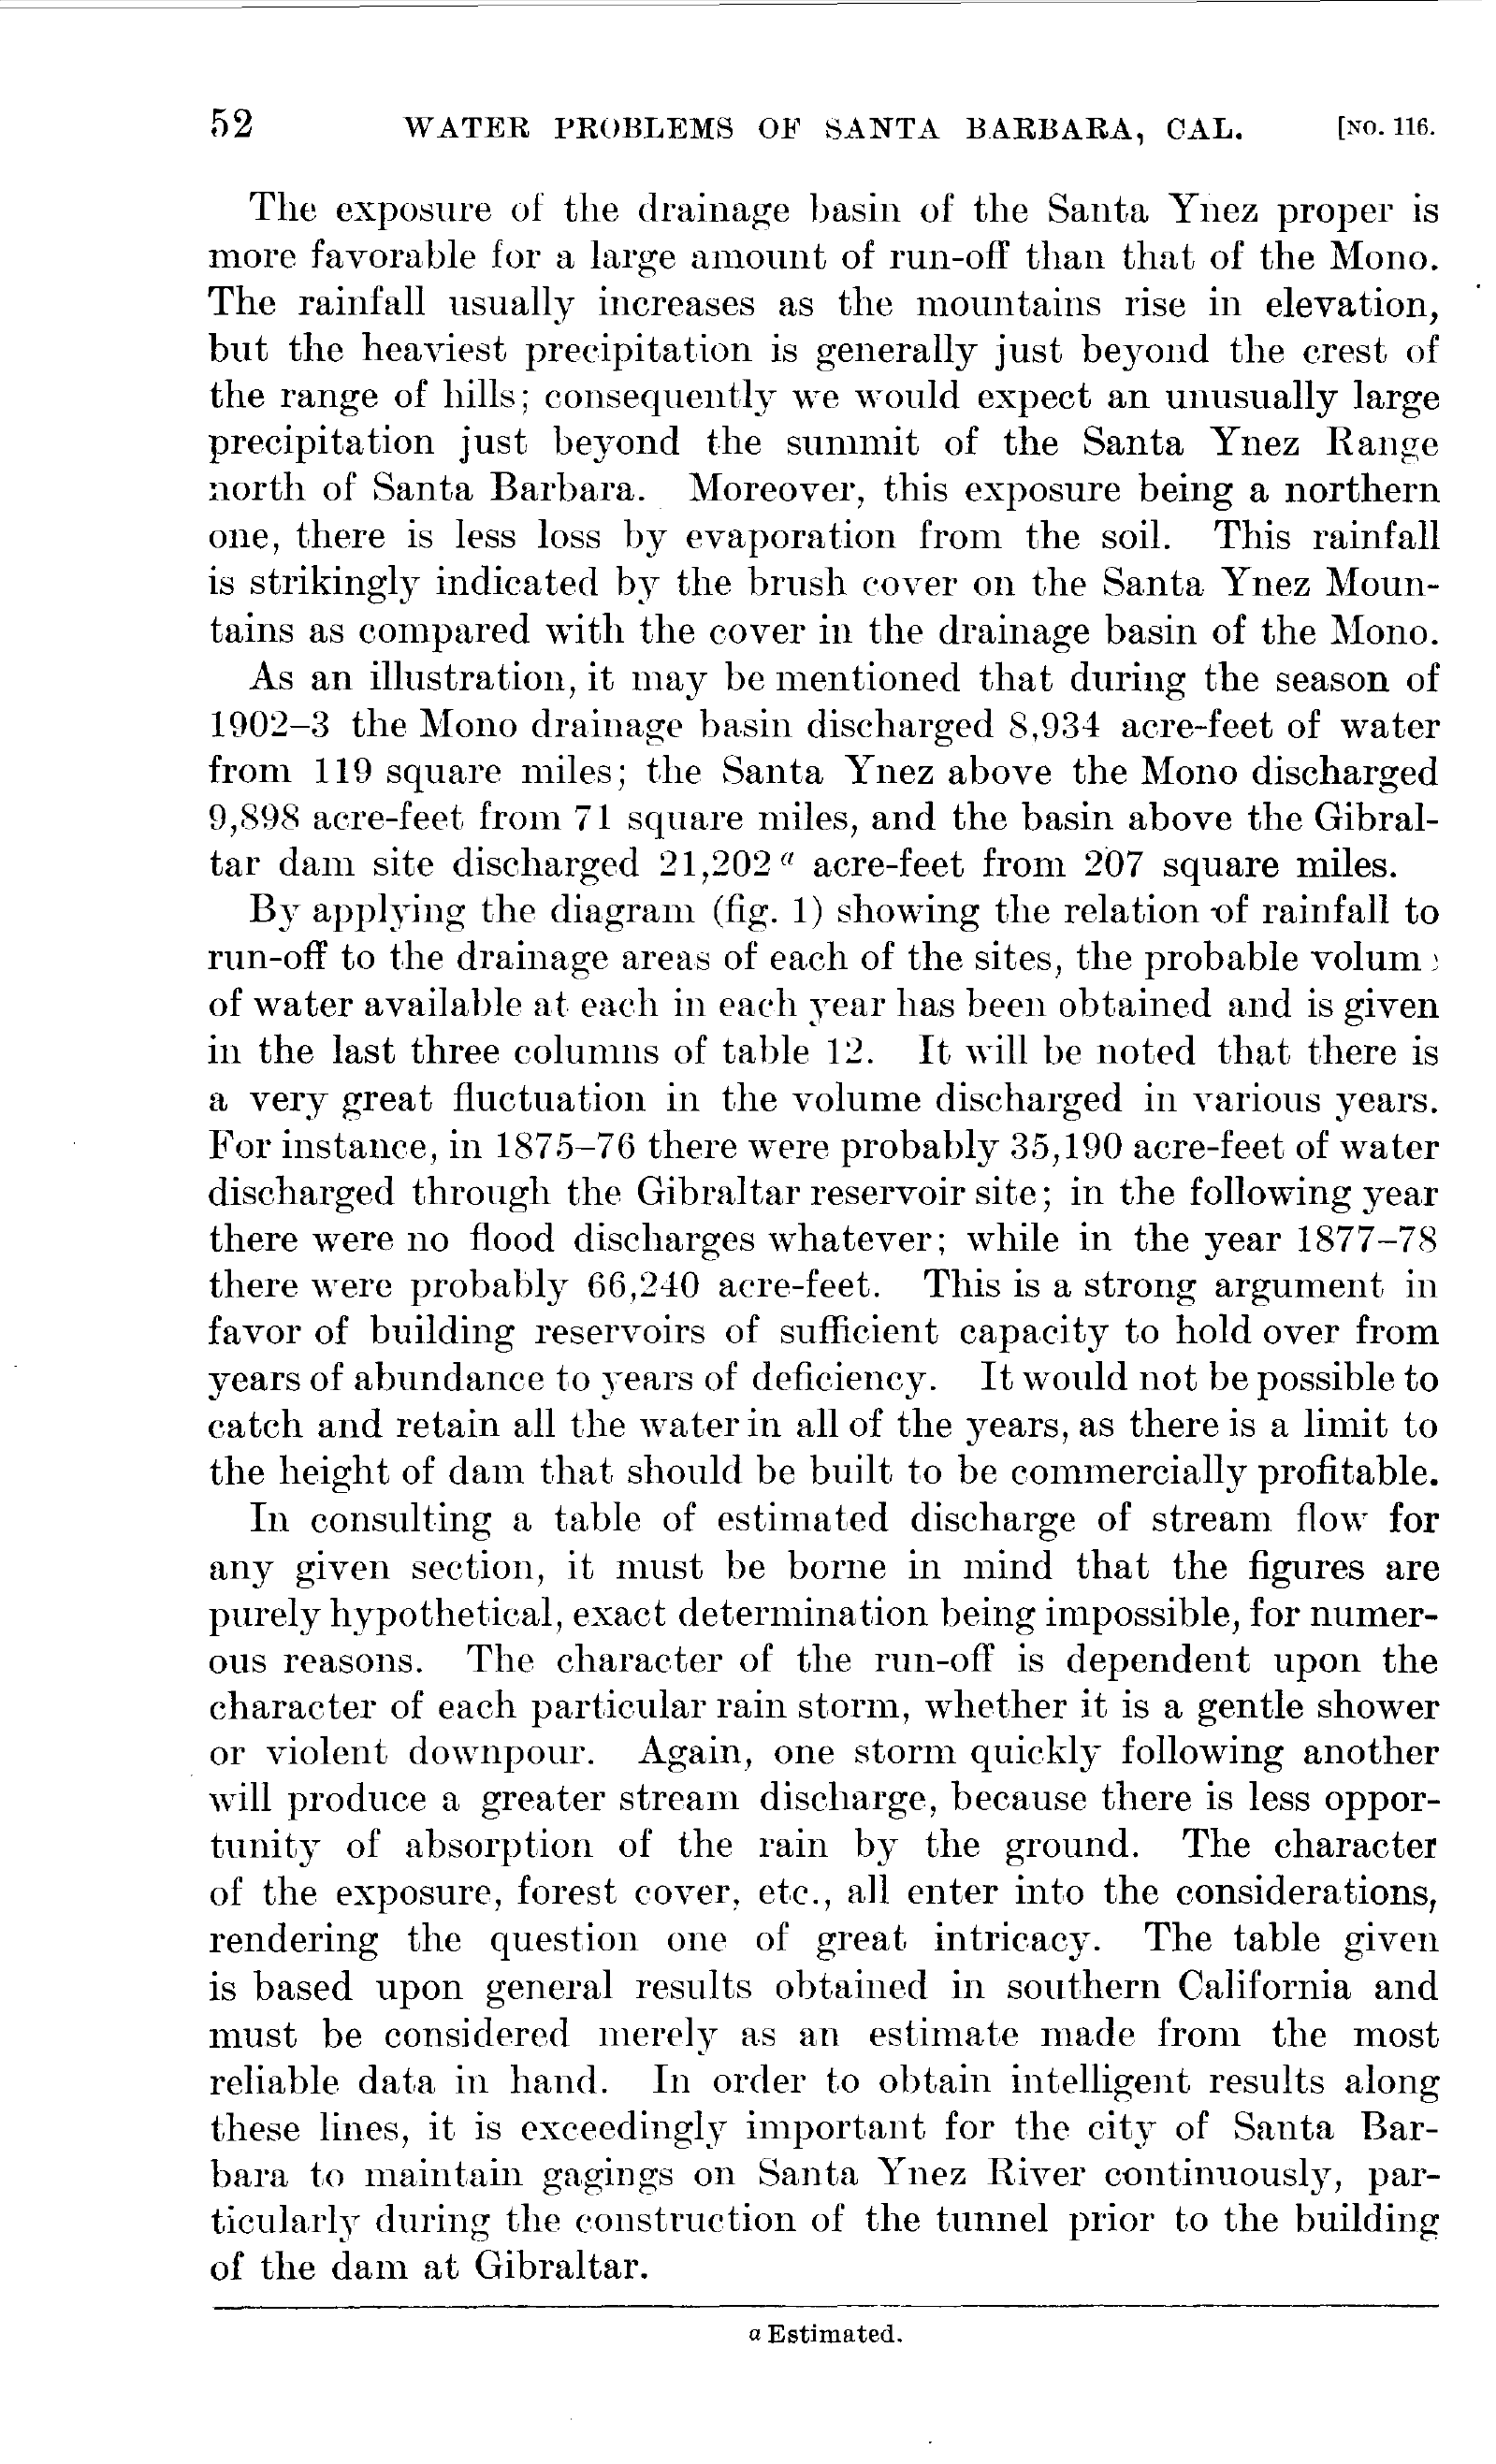 52 WATER PROBLEMS OF SANTA BARBARA, CAL. [NO. 116.
The exposure of the drainage basin of the Santa Ynez proper is
more favorable for a large amount of run-off than that of the Mono.
The rainfall usually increases as the mountains rise in elevation,
but the heaviest precipitation is generally just beyond the crest of
the range of hills; consequently we would expect an unusually large
precipitation just beyond the summit of the Santa Ynez Range
north of Santa Barbara. Moreover, this exposure being a northern
one, there is less loss by evaporation from the soil. This rainfall
is strikingly indicated by the brush cover on the Santa Ynez Moun-
tains as compared with the cover in the drainage basin of the Mono.
As an illustration, it may be mentioned that during the season of
1902–3 the Mono drainage basin discharged 8,934 acre-feet of water
from 119 square miles; the Santa Ynez above the Mono discharged
9,898 acre-feet from 71 square miles, and the basin above the Gibral-
tar dam site discharged 21,202 a acre-feet from 207 square miles.
By applying the diagram (fig. 1) showing the relation of rainfall to
run-off to the drainage areas of each of the sites, the probable volum
of water available at each in each year has been obtained and is given
in the last three columns of table 12. It will be noted that there is
a very great fluctuation in the volume discharged in various years.
For instance, in 1875–76 there were probably 35,190 acre-feet of water
discharged through the Gibraltar reservoir site; in the following year
there were no flood discharges whatever; while in the year 1877–78
there were probably 66,240 acre-feet. This is a strong argument in
favor of building reservoirs of sufficient capacity to hold over from
years of abundance to years of deficiency. It would not be possible to
catch and retain all the water in all of the years, as there is a limit to
the height of dam that should be built to be commercially profitable.
In consulting a table of estimated discharge of stream flow for
any given section, it must be borne in mind that the figures are
purely hypothetical, exact determination being impossible, for numer-
ous reasons. The character of the run-off is dependent upon the
character of each particular rain storm, whether it is a gentle shower
or violent downpour. Again, one storm quickly following another
will produce a greater stream discharge, because there is less oppor-
tunity of absorption of the rain by the ground. The character
of the exposure, forest cover, etc., all enter into the considerations,
rendering the question one of great intricacy. The table given
is based upon general results obtained in southern California and
must be considered merely as an estimate made from the most
reliable data in hand. In order to obtain intelligent results along
these lines, it is exceedingly important for the city of Santa Bar-
bara to maintain gagings on Santa Ynez River continuously, par-
ticularly during the construction of the tunnel prior to the building
of the dam at Gibraltar.
a Estimated.